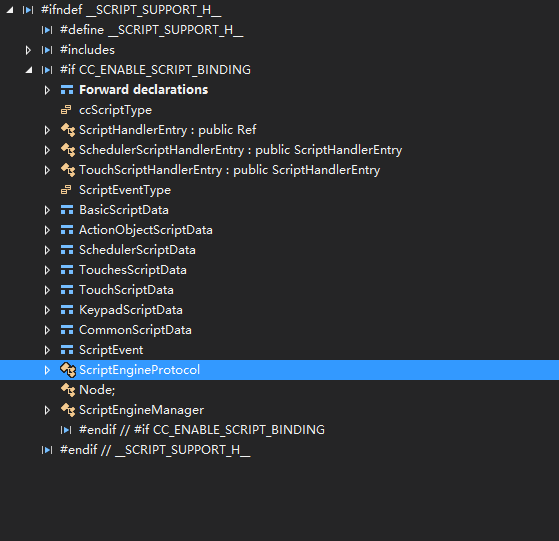 #ifndef __SCRIPT_SUPPORT_H__
#define __SCRIPT_SUPPORT_H__
#includes
#if CC_ENABLE_SCRIPT_BINDING
Forward declarations
ccScriptType
ScriptHandlerEntry : public Ref
SchedulerScriptHandlerEntry : public ScriptHandlerEntry
TouchScriptHandlerEntry : public ScriptHandlerEntry
ScriptEventType
BasicScriptData
ActionObjectScriptData
SchedulerScriptData
TouchesScriptData
TouchScriptData
KeypadScriptData
CommonScriptData
ScriptEvent
ScriptEngineProtocol
Node;
ScriptEngineManager
#endif // #if CC_ENABLE_SCRIPT_BINDING
#endif // __SCRIPT_SUPPORT_H__